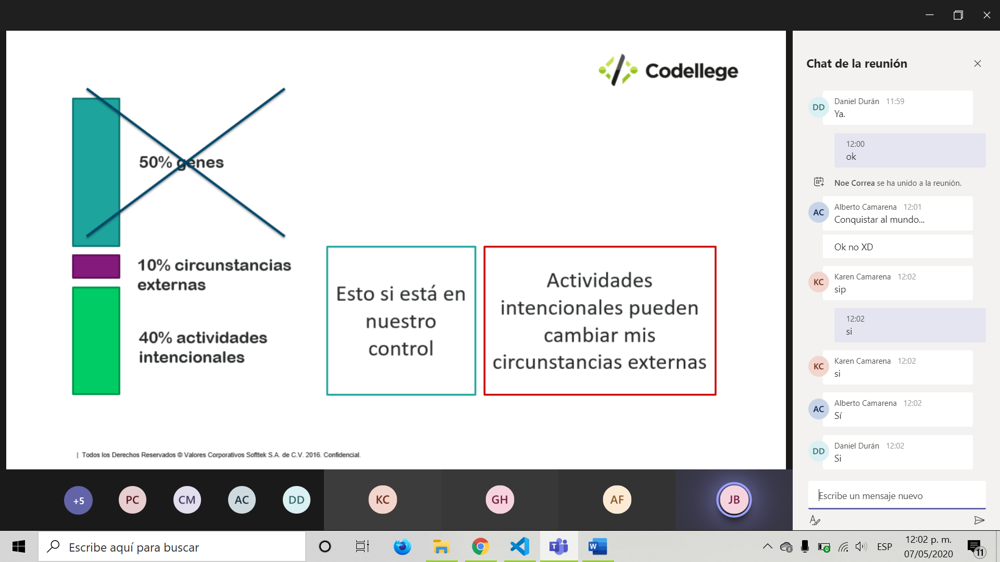 Codellege
50% genes
10% circunstancias
externas
40% actividades
intencionales
Esto si está en
nuestro
control
Actividades
intencionales pueden
cambiar mis
circunstancias externas
| Todos los Derechos Reservados © Valores Corporativos Softtek S.A. de C.V. 2016. Confidencial.
Chat de la reunión
DD
Daniel Durán 11:59
Ya.
12:00
ok
Noe Correa se ha unido a la reunión.
AC
Alberto Camarena 12:01
Conquistar al mundo...
Ok no XD
KC
Karen Camarena 12:02
sip
12:02
si
KC
Karen Camarena 12:02
si
AC
Alberto Camarena 12:02
Sí
DD
Daniel Durán 12:02
Si
Escribe un mensaje nuevo
+5 PC CM AC DD KC GH AF JB
Escribe aquí para buscar
ESP
12:02 p. m.
07/05/2020
11